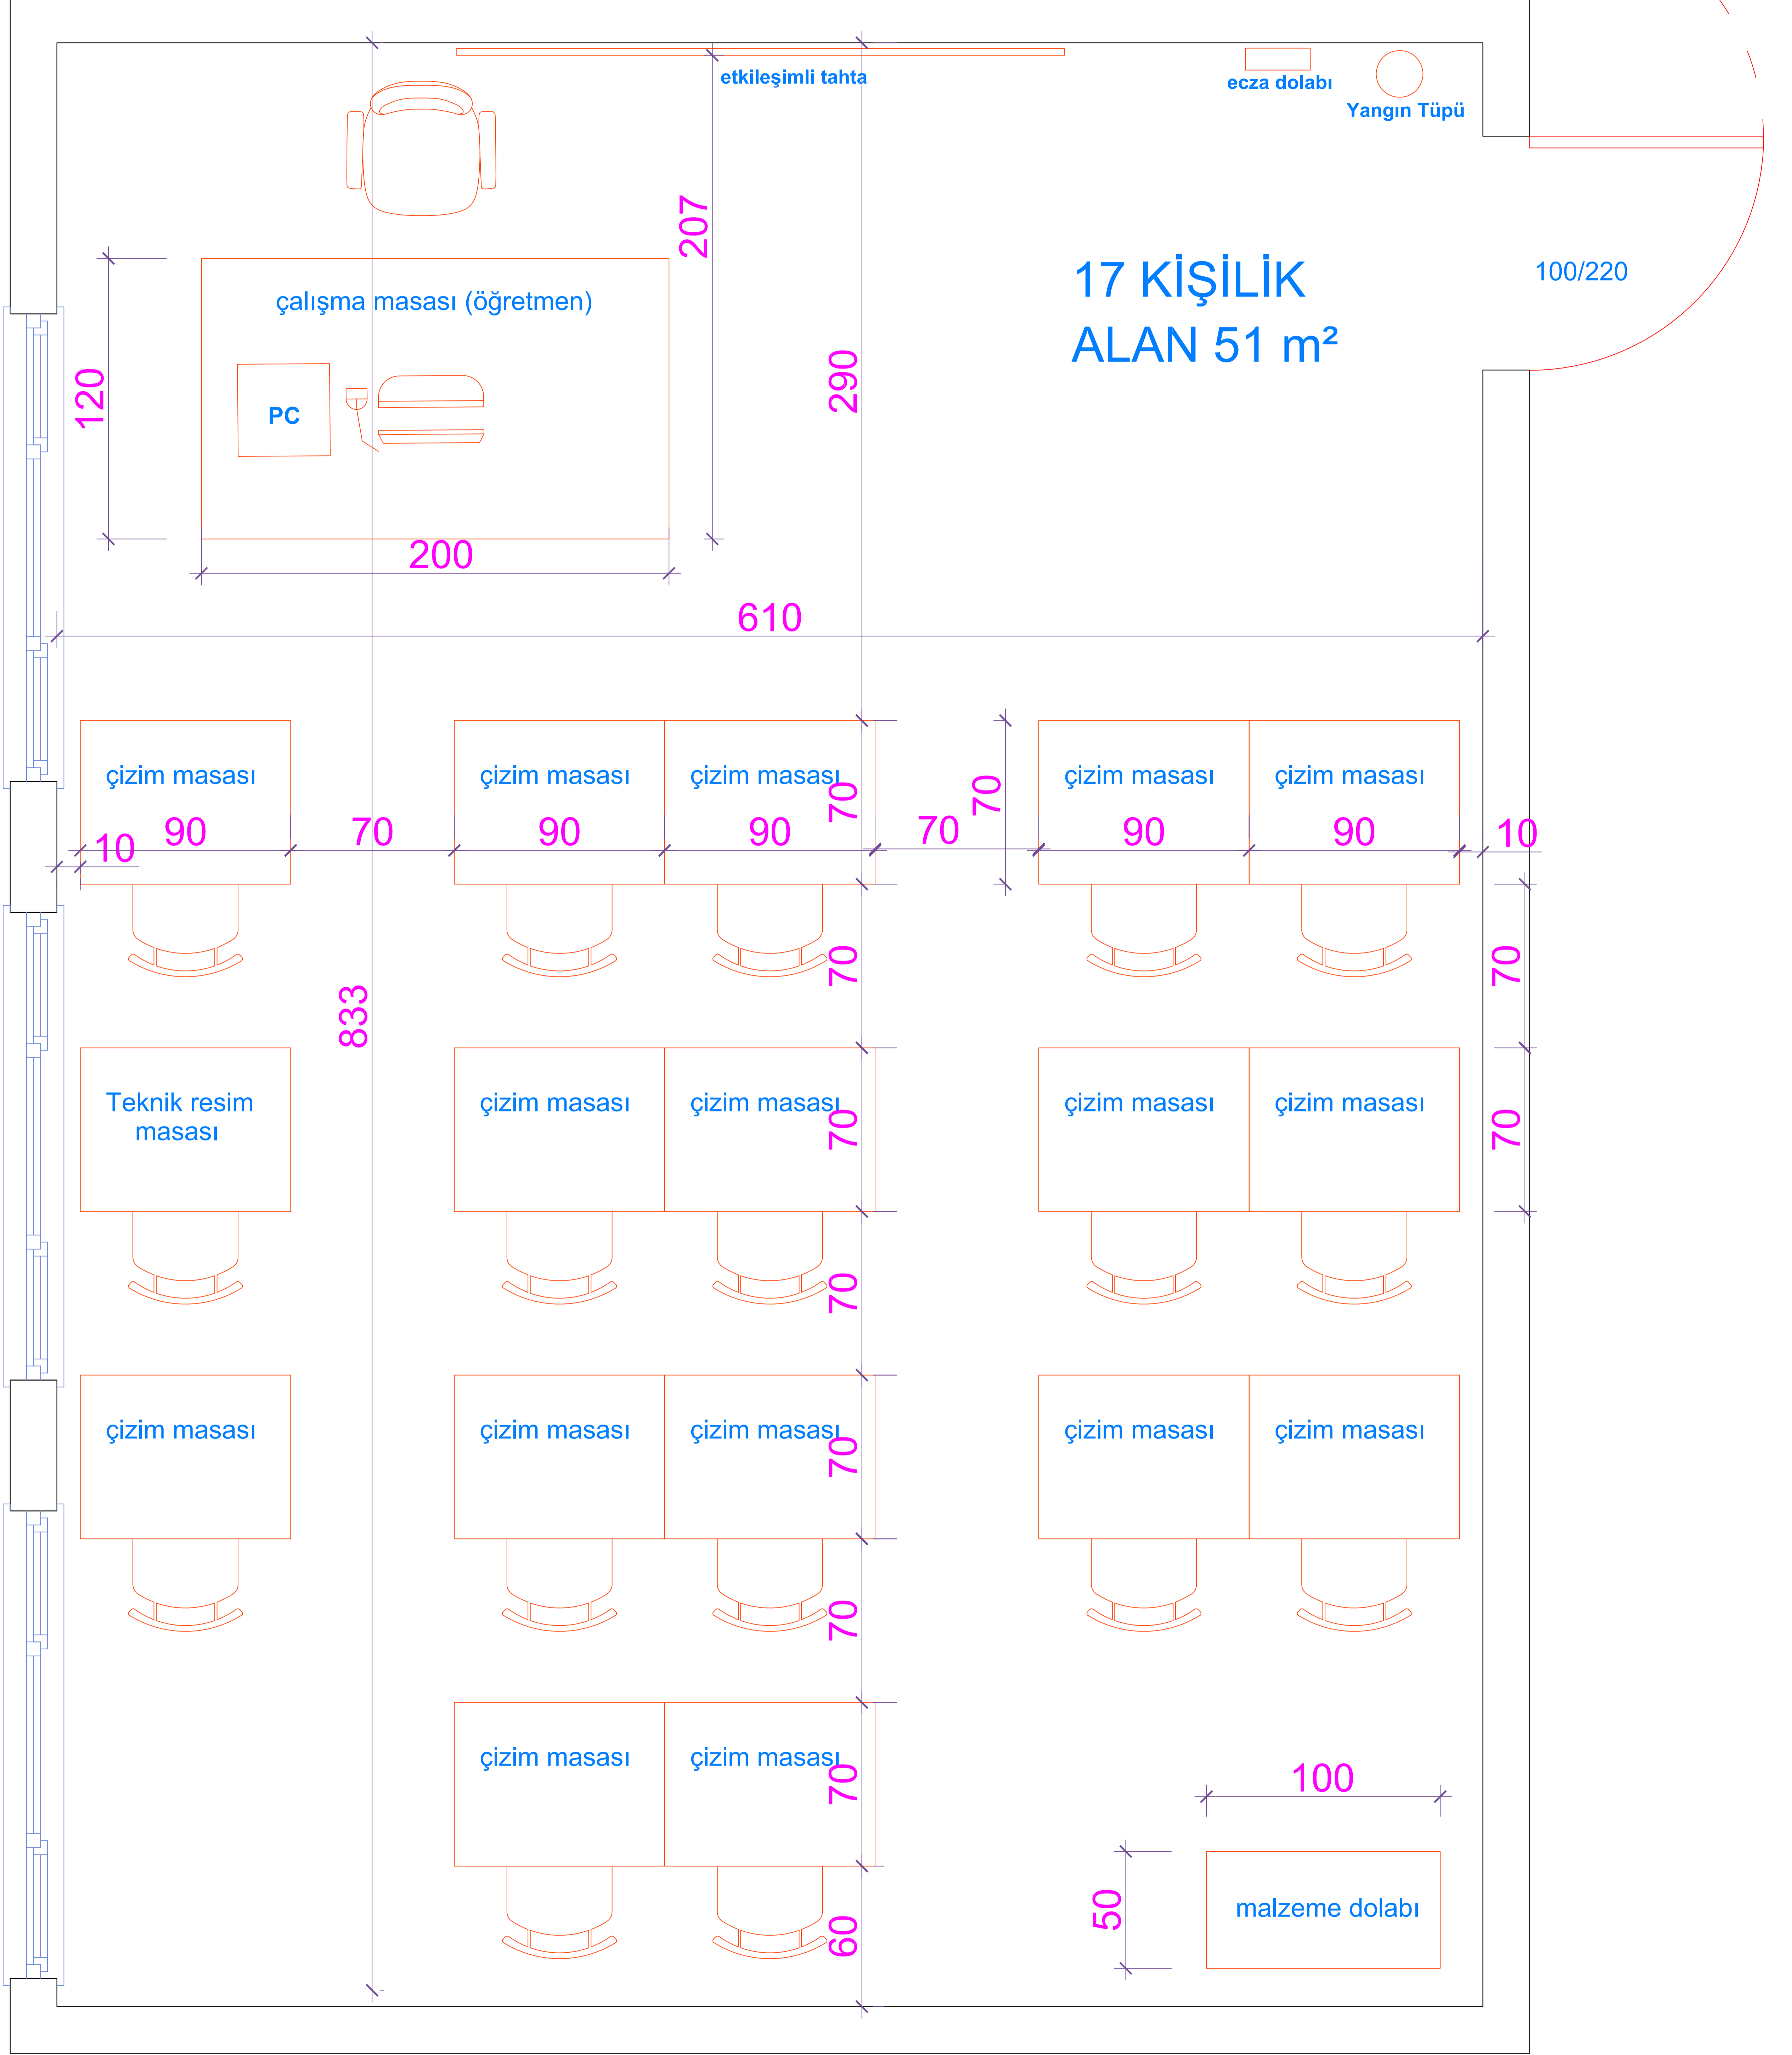 etkileşimli tahta
ecza dolabı
Yangın Tüpü
207
17 KİŞİLİK
ALAN 51 m²
100/220
çalışma masası (öğretmen)
120
290
PC
200
610
çizim masası
çizim masası
çizim masası
çizim masası
çizim masası
70
70
10
90
70
90
90
70
90
90
10
70
70
833
Teknik resim
masası
çizim masası
çizim masası
çizim masası
çizim masası
70
70
70
çizim masası
çizim masası
çizim masası
çizim masası
çizim masası
70
70
çizim masası
çizim masası
70
100
50
malzeme dolabı
60